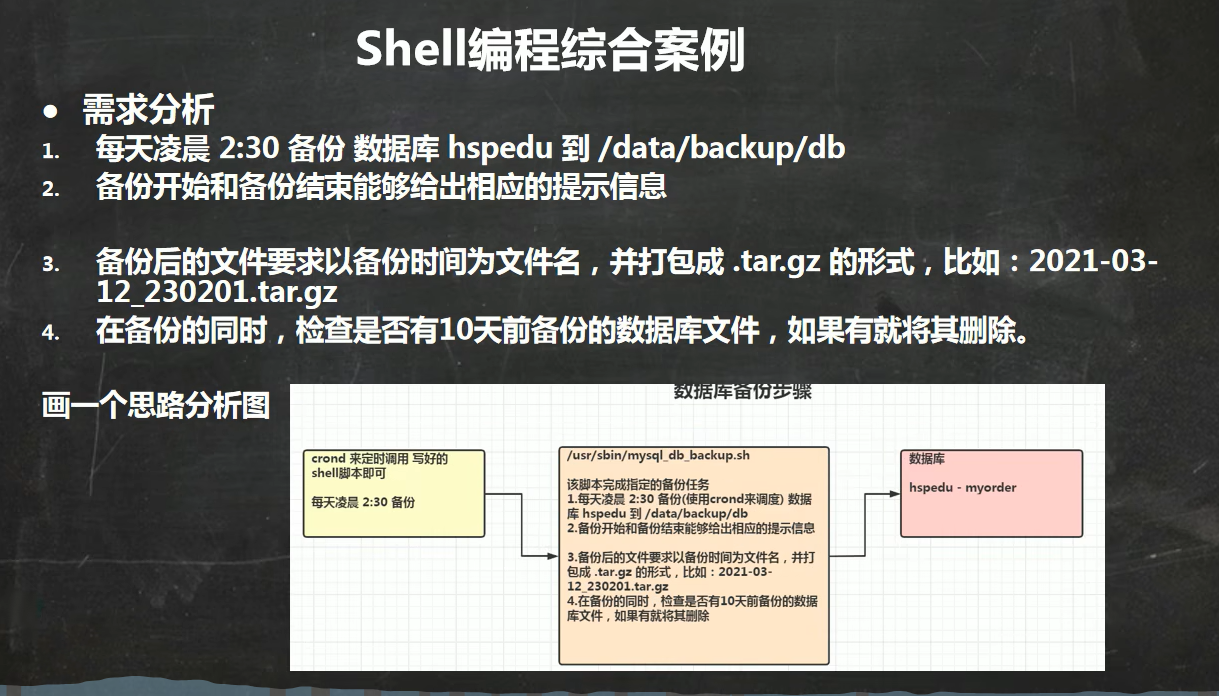 Shell编程综合案例
● 需求分析
1. 每天凌晨 2:30 备份 数据库 hspedu 到 /data/backup/db
2. 备份开始和备份结束能够给出相应的提示信息
3. 备份后的文件要求以备份时间为文件名，并打包成 .tar.gz 的形式，比如：2021-03-
12_230201.tar.gz
4. 在备份的同时，检查是否有10天前备份的数据库文件，如果有就将其删除。
画一个思路分析图
数据库备份步骤
crond 来定时调用 写好的
shell脚本即可
每天凌晨 2:30 备份
/usr/sbin/mysql_db_backup.sh
该脚本完成指定的备份任务
1.每天凌晨 2:30 备份(使用crond来调度) 数据
库 hspedu 到 /data/backup/db
2.备份开始和备份结束能够给出相应的提示信息
3.备份后的文件要求以备份时间为文件名，并打
包成 .tar.gz 的形式，比如：2021-03-
12_230201.tar.gz
4.在备份的同时，检查是否有10天前备份的数据
库文件，如果有就将其删除
数据库
hspedu - myorder